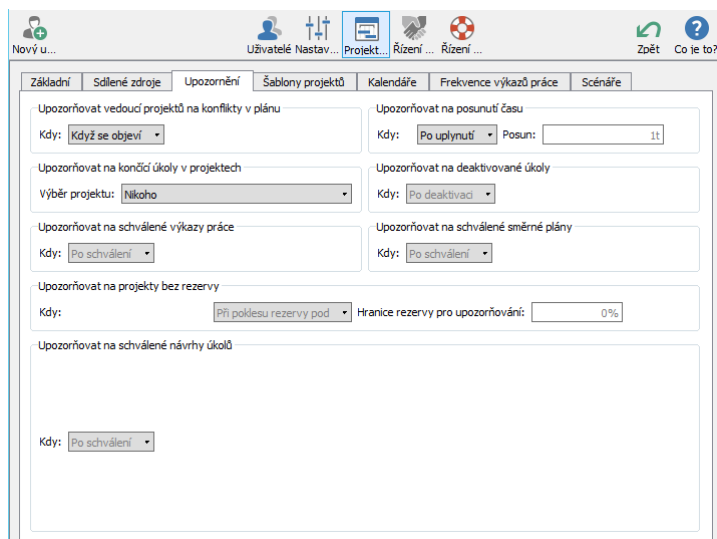 Nový u...
Uživatelé Nastav... Projekt... Řízení ... Řízení ...
Zpět Co je to?
Základní Sdílené zdroje Upozornění Šablony projektů Kalendáře Frekvence výkazů práce Scénáře
Upozorňovat vedoucí projektů na konflikty v plánu
Kdy: Když se objeví
Upozorňovat na posunutí času
Kdy: Po uplynutí Posun: 1t
Upozorňovat na končící úkoly v projektech
Výběr projektu: Nikoho
Upozorňovat na deaktivované úkoly
Kdy: Po deaktivaci
Upozorňovat na schválené výkazy práce
Kdy: Po schválení
Upozorňovat na schválené směrné plány
Kdy: Po schválení
Upozorňovat na projekty bez rezervy
Kdy: Při poklesu rezervy pod Hranice rezervy pro upozorňování: 0%
Upozorňovat na schválené návrhy úkolů
Kdy: Po schválení